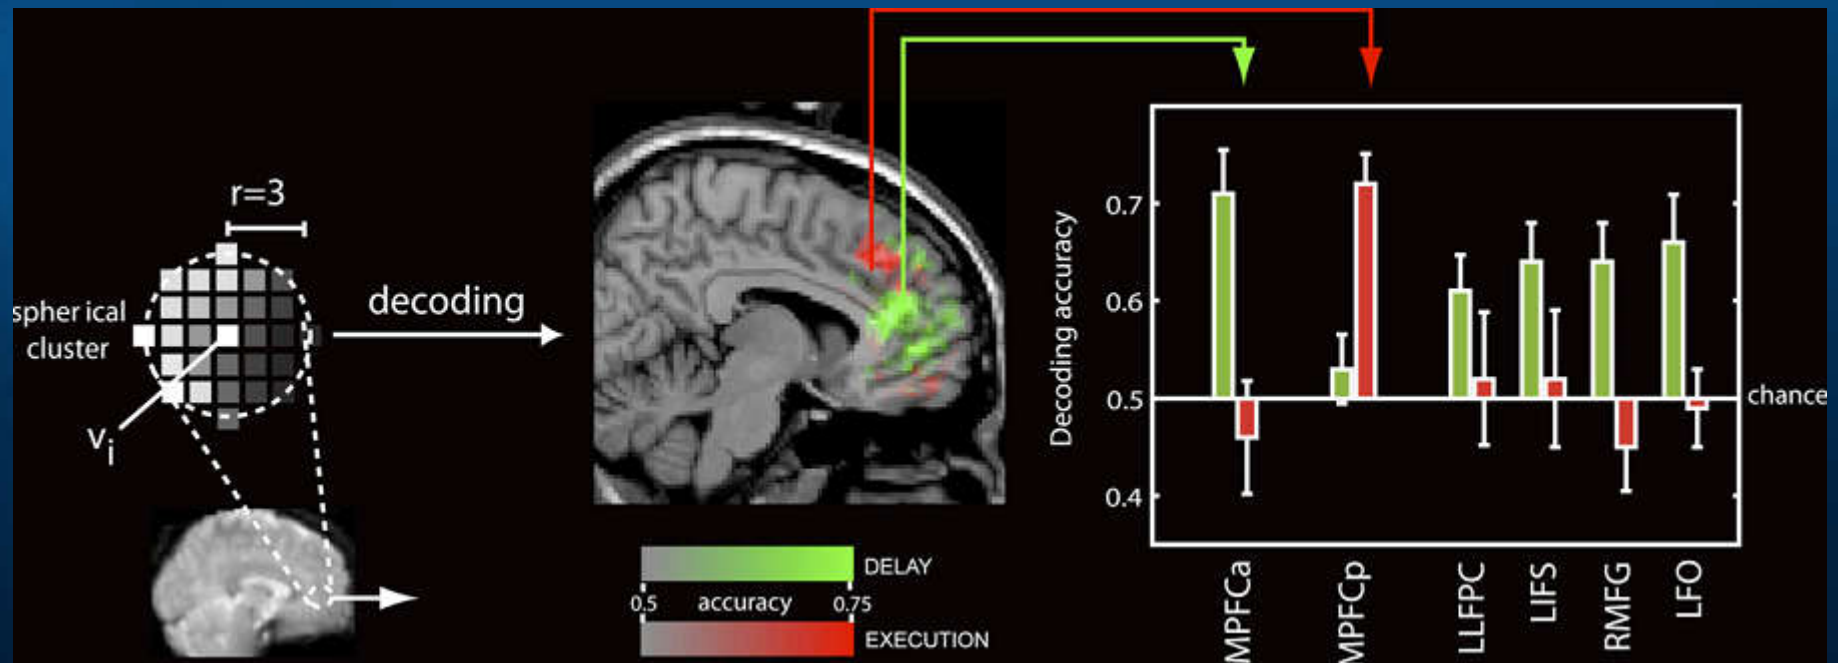 r=3
spher ical
cluster
vi
decoding
DELAY
0.5 accuracy 0.75
EXECUTION
Decoding accuracy
0.7
0.6
0.5
0.4
chance
MPFCa
MPFCp
LLFPC
LIFS
RMFG
LFO